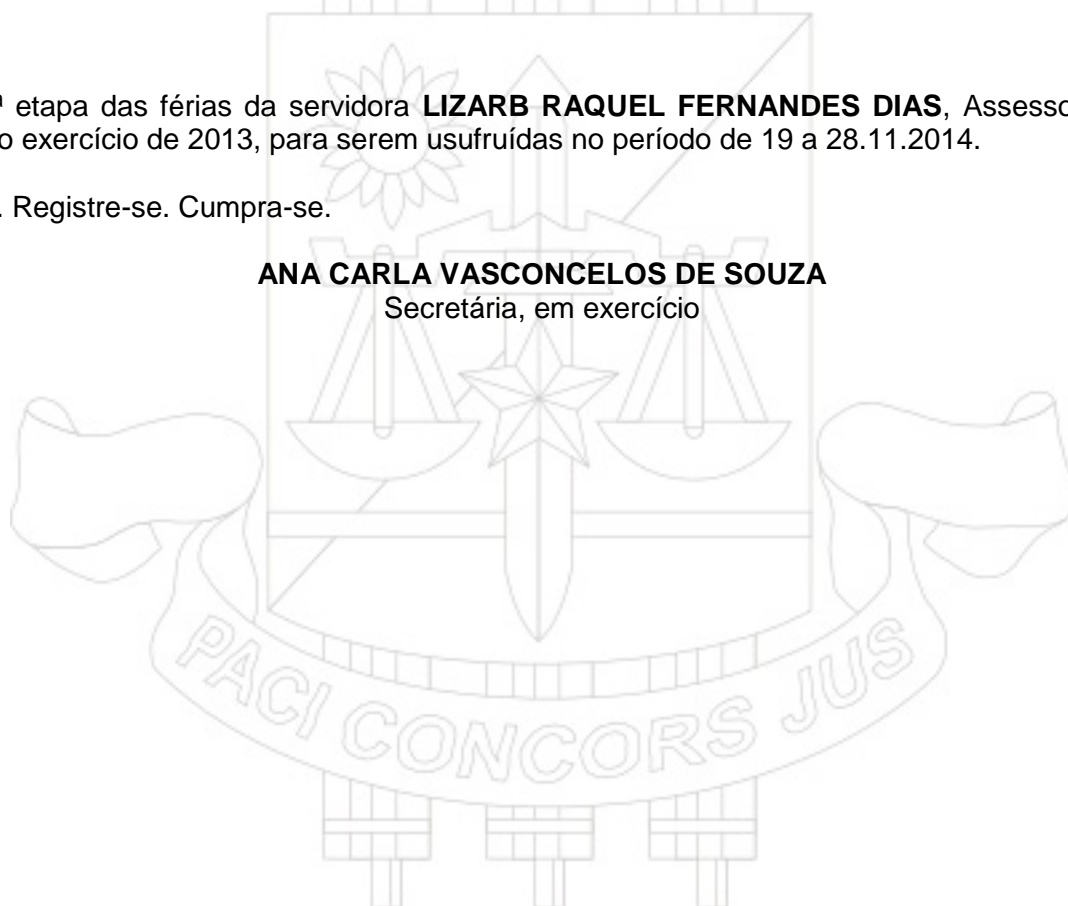 ª etapa das férias da servidora LIZARB RAQUEL FERNANDES DIAS, Assesso
o exercício de 2013, para serem usufruídas no período de 19 a 28.11.2014.
. Registre-se. Cumpra-se.
ANA CARLA VASCONCELOS DE SOUZA
Secretária, em exercício
PACI CONCORS JUS